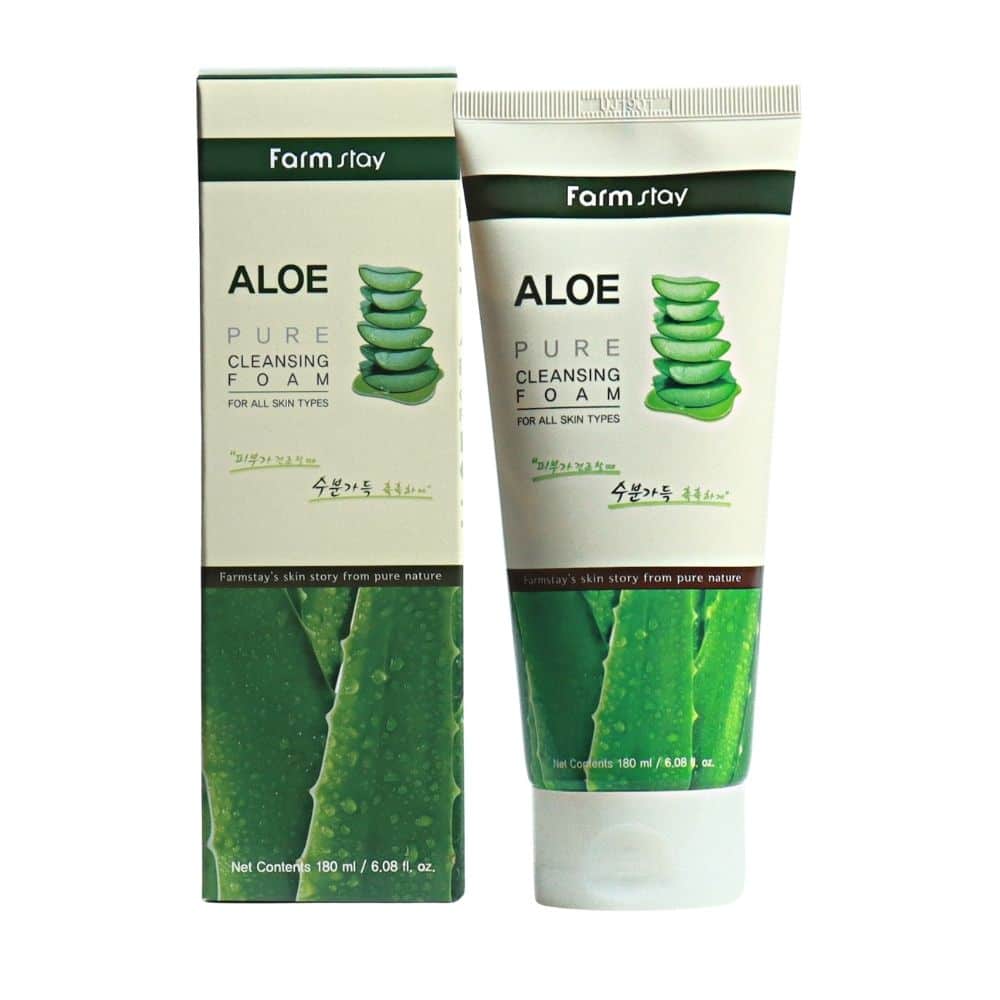 Farm stay
ALOE
PURE
CLEANSING
FOAM
FOR ALL SKIN TYPES
"피부가 건조할때
수분가득 촉촉하게"
Farmstay's skin story from pure nature
Net Contents 180 ml / 6.08 fl. oz.
Farm stay
ALOE
PURE
CLEANSING
FOAM
FOR ALL SKIN TYPES
"피부가 건조할때
수분가득 촉촉하게"
Farmstay's skin story from pure nature
Net Contents 180 ml / 6.08 fl. oz.